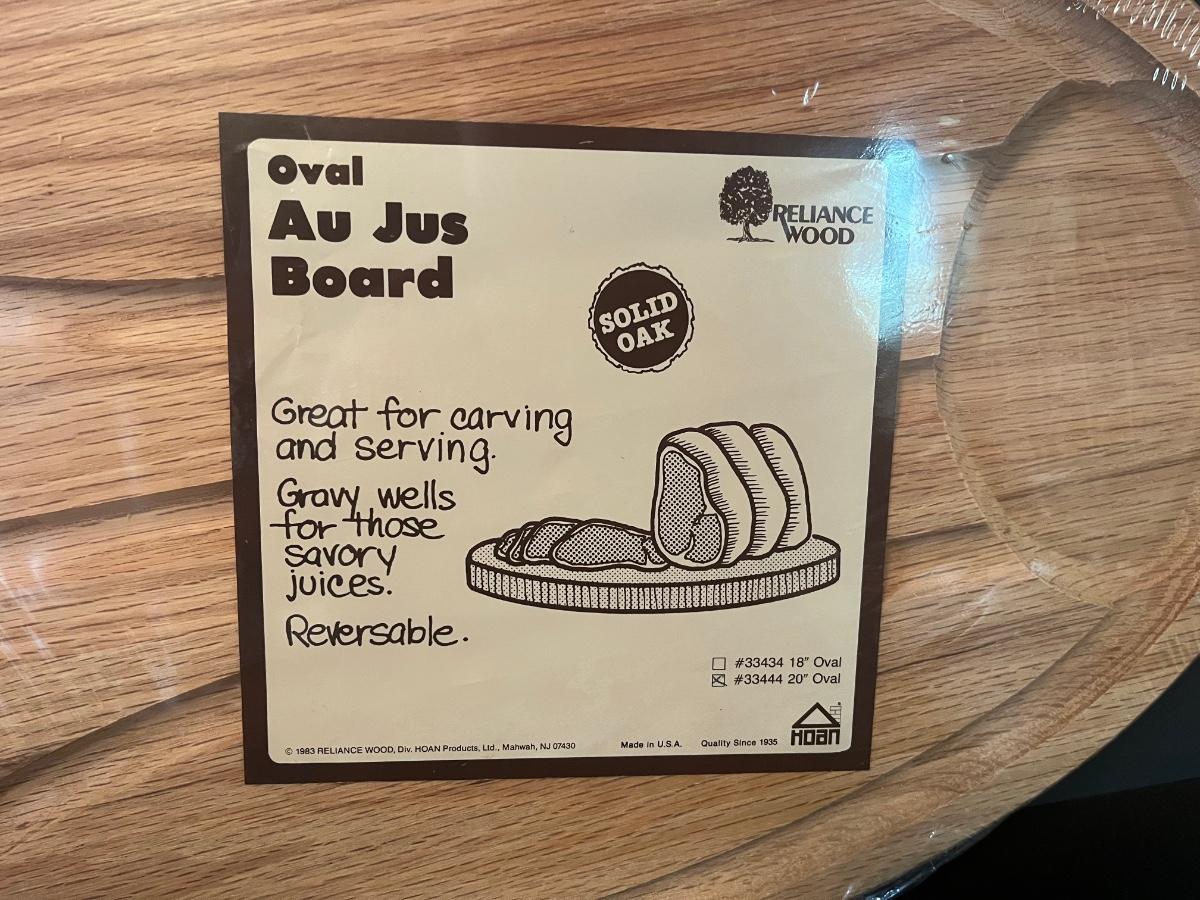 Oval
Au Jus
Board
RELIANCE
WOOD
SOLID
OAK
Great for carving
and serving.
Gravy wells
for those
savory
juices.
Reversable.
#33434 18" Oval
#33444 20" Oval
HOAN
© 1983 RELIANCE WOOD, Div. HOAN Products, Ltd., Mahwah, NJ 07430
Made in U.S.A.
Quality Since 1935